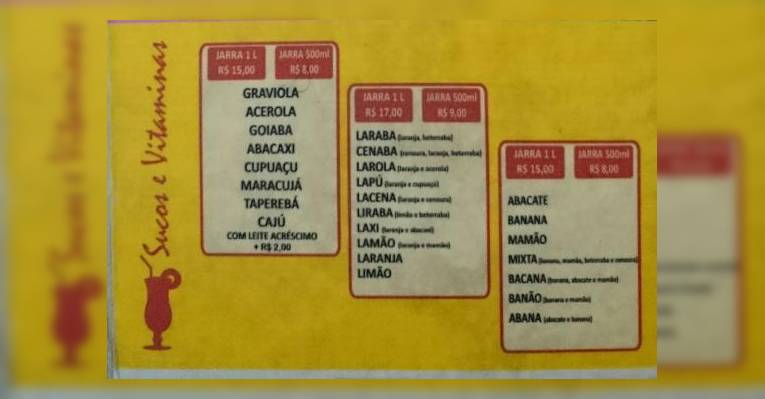 Sucos e Vitaminas
JARRA 1 L
R$ 15,00
JARRA 500ml
R$ 8,00
GRAVIOLA
ACEROLA
GOIABA
ABACAXI
CUPUAÇU
MARACUJÁ
TAPEREBÁ
CAJÚ
COM LEITE ACRÉSCIMO
+ R$ 2,00
JARRA 1 L
R$ 17,00
JARRA 500ml
R$ 9,00
LARABA (laranja, beterraba)
CENABA (cenoura, laranja, beterraba)
LAROLA (laranja e acerola)
LAPÚ (laranja e cupuaçu)
LACENA (laranja e cenoura)
LIRABA (limão e beterraba)
LAXI (laranja e abacaxi)
LAMÃO (laranja e mamão)
LARANJA
LIMÃO
JARRA 1 L
R$ 15,00
JARRA 500ml
R$ 8,00
ABACATE
BANANA
MAMÃO
MIXTA (banana, mamão, beterraba e cenoura)
BACANA (banana, abacate e mamão)
BANÃO (banana e mamão)
ABANA (abacate e banana)